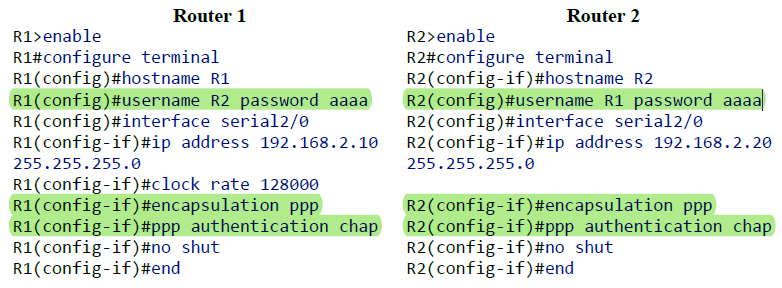 Router 1
R1>enable
R1#configure terminal
R1(config)#hostname R1
R1(config)#username R2 password aaaa
R1(config)#interface serial2/0
R1(config-if)#ip address 192.168.2.10
255.255.255.0
R1(config-if)#clock rate 128000
R1(config-if)#encapsulation ppp
R1(config-if)#ppp authentication chap
R1(config-if)#no shut
R1(config-if)#end
Router 2
R2>enable
R2#configure terminal
R2(config-if)#hostname R2
R2(config)#username R1 password aaaa
R2(config)#interface serial2/0
R2(config-if)#ip address 192.168.2.20
255.255.255.0
R2(config-if)#encapsulation ppp
R2(config-if)#ppp authentication chap
R2(config-if)#no shut
R2(config-if)#end